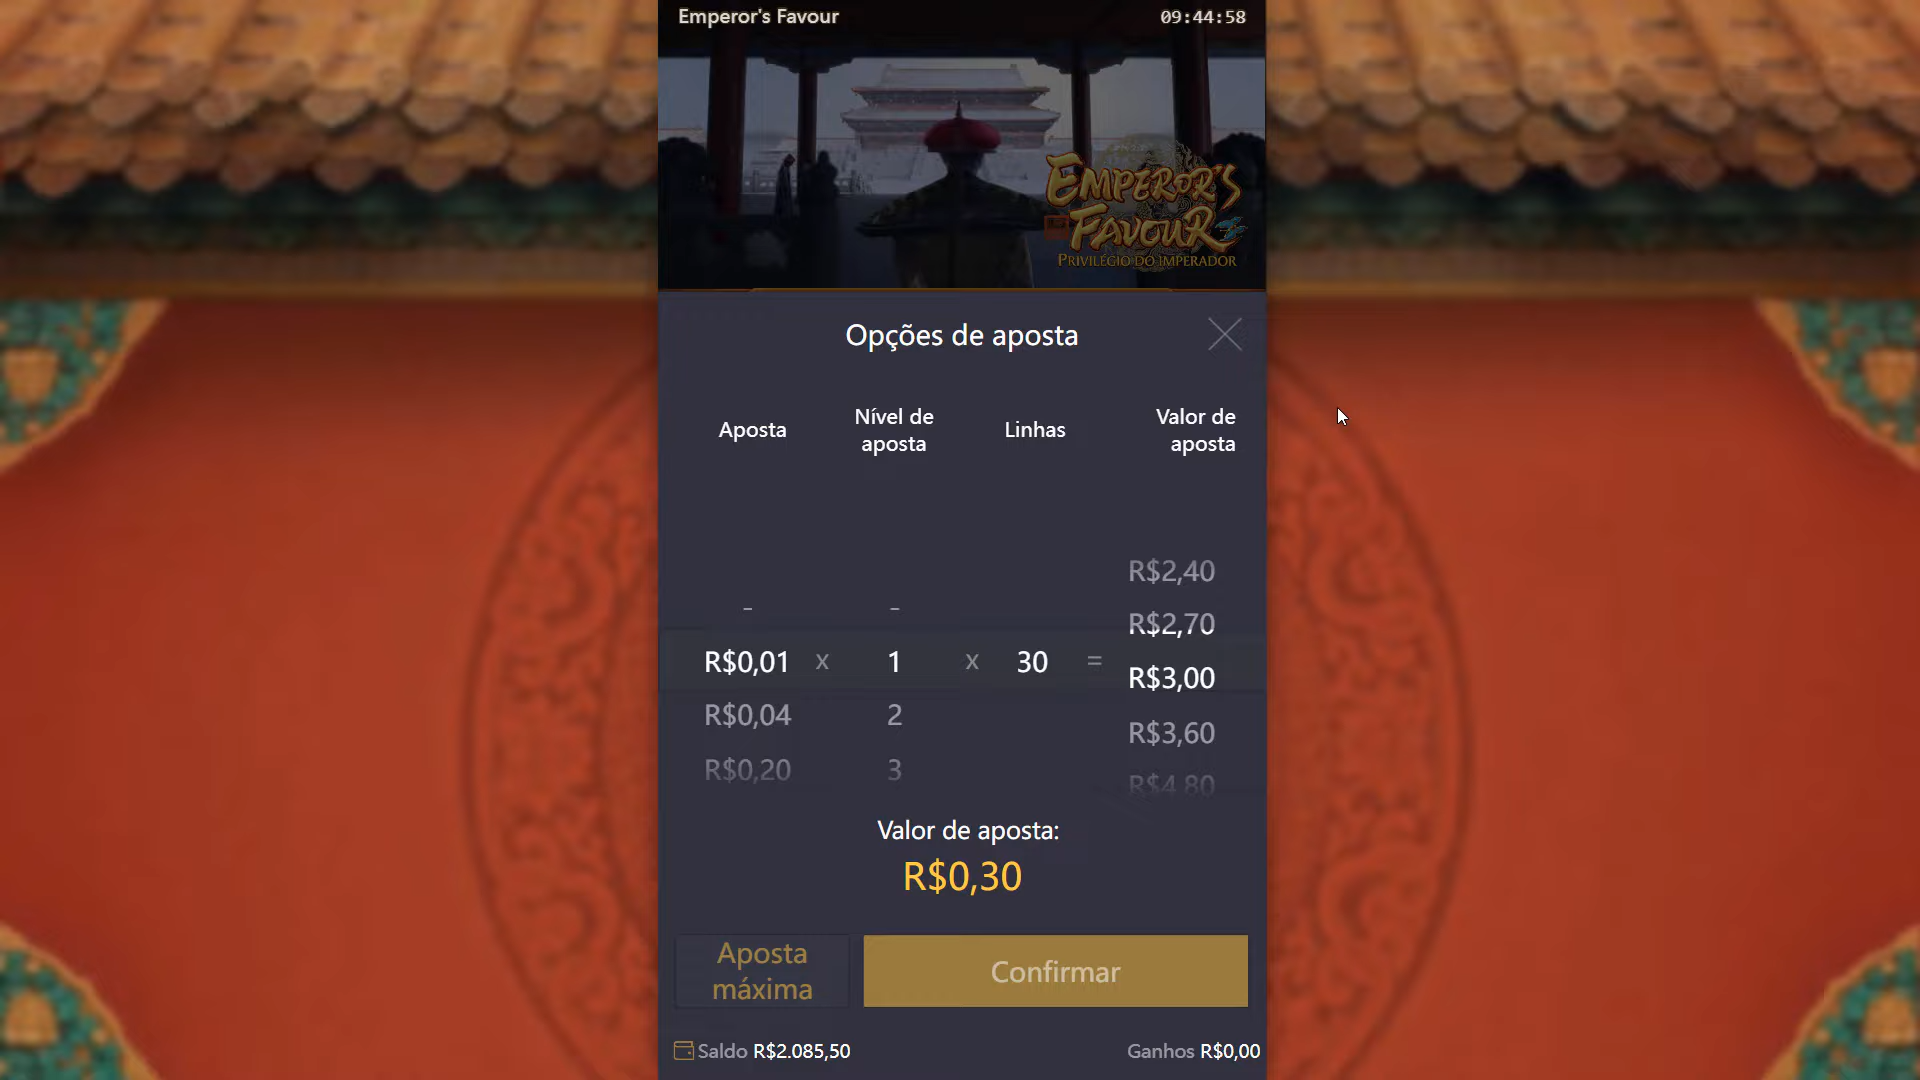 Emperor's Favour
09:44:58
EMPEROR'S
FAVOUR
PRIVILÉGIO DO IMPERADOR
Opções de aposta
Aposta
Nível de
aposta
Linhas
Valor de
aposta
R$2,40
- -
R$2,70
R$0,01 x 1 x 30 =
R$3,00
R$0,04 2
R$3,60
R$0,20 3
R$4,80
Valor de aposta:
R$0,30
Aposta
máxima
Confirmar
Saldo R$2.085,50
Ganhos R$0,00